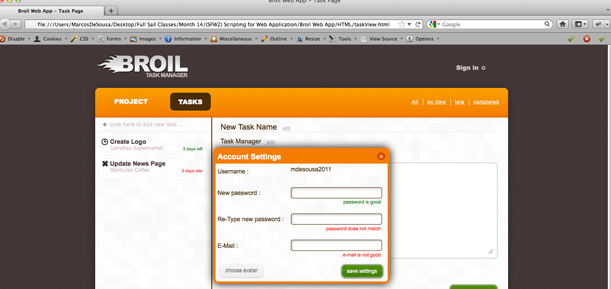 Broil Web App – Task Page
Broil Web App – Task Page
file:///Users/MarcosDeSousa/Desktop/Full Sail Classes/Month 14/(SFW2) Scripting for Web Application/Broil Web App/HTML/taskView.html
Google
Disable Cookies CSS Forms Images Information Miscellaneous Outline Resize Tools View Source Options
BROIL
TASK MANAGER
Sign in
PROJECT TASKS
All on time late completed
click here to add new task...
Create Logo
Carrefour Supermarket
3 days left
Update News Page
Starbucks Coffee
5 days late
New Task Name edit
Task Manager edit
Account Settings
Username : mdesousa2011
New password :
password is good
Re-Type new password :
password does not match
E-Mail :
e-mail is not good
choose avatar
save settings